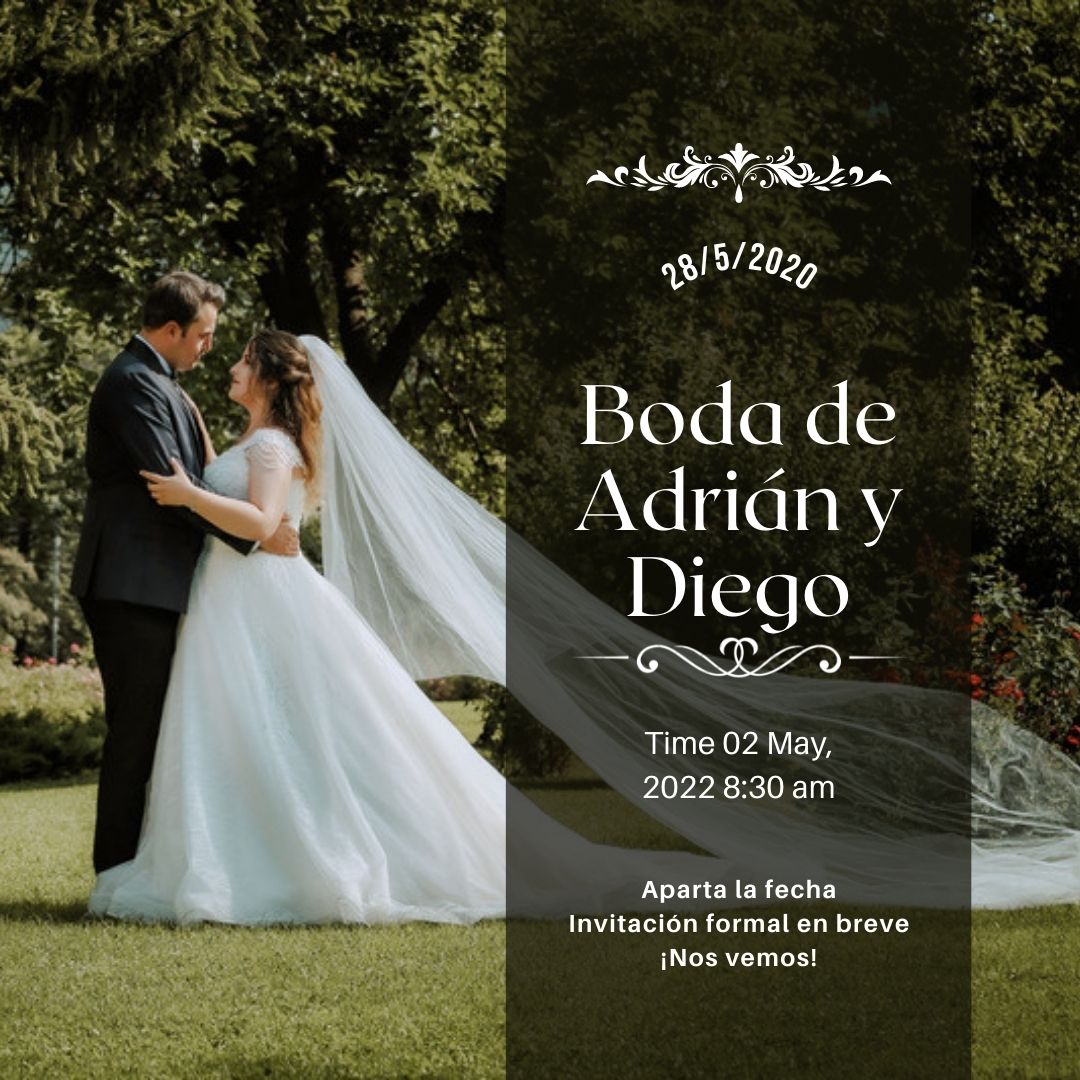 28/5/2020
Boda de
Adrián y
Diego
Time 02 May,
2022 8:30 am
Aparta la fecha
Invitación formal en breve
¡Nos vemos!